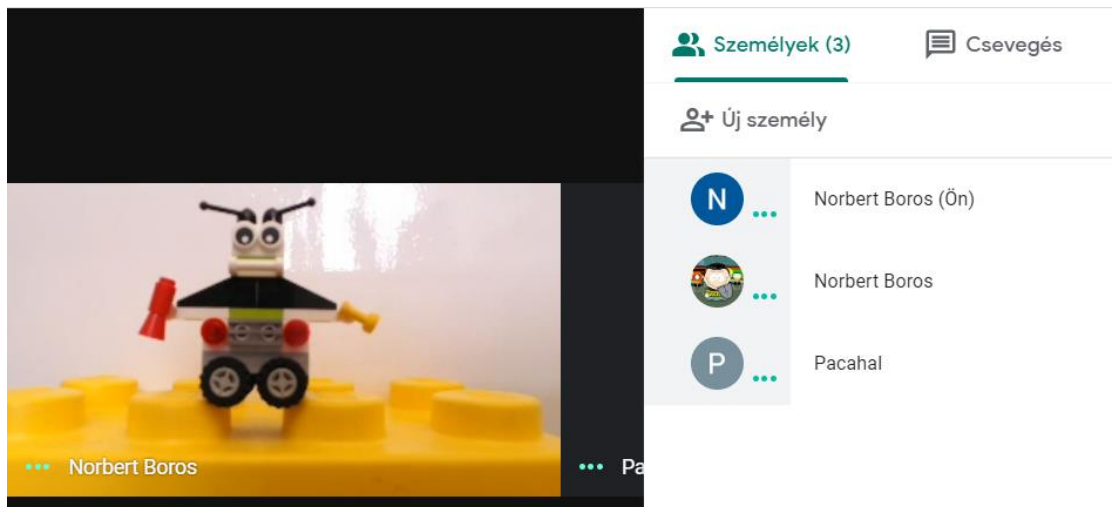 Személyek (3)
Csevegés
Új személy
N
Norbert Boros (Ön)
Norbert Boros
P
Pacahal
Norbert Boros
Pa